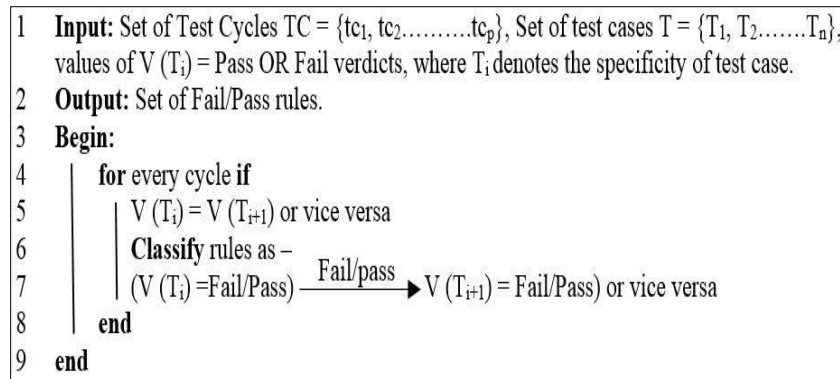 1 Input: Set of Test Cycles TC = {tc₁, tc₂..........tcₚ}, Set of test cases T = {T₁, T₂.......Tₙ},
values of V (Tᵢ) = Pass OR Fail verdicts, where Tᵢ denotes the specificity of test case.
2 Output: Set of Fail/Pass rules.
3 Begin:
4 for every cycle if
5 V (Tᵢ) = V (Tᵢ₊₁) or vice versa
6 Classify rules as –
7 (V (Tᵢ) =Fail/Pass) Fail/pass → V (Tᵢ₊₁) = Fail/Pass) or vice versa
8 end
9 end